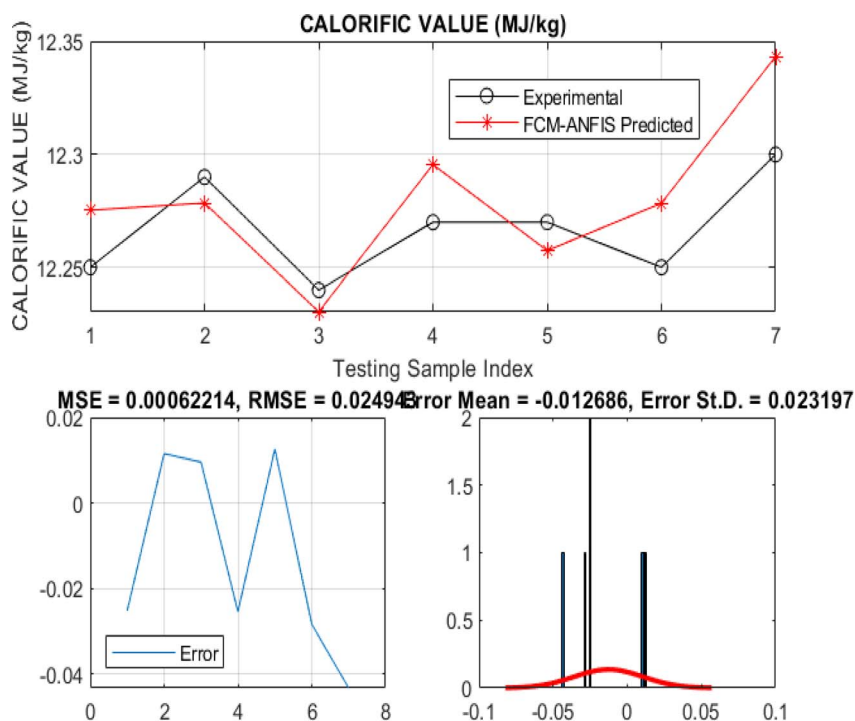 CALORIFIC VALUE (MJ/kg)
CALORIFIC VALUE (MJ/kg)
12.35
12.3
12.25
Experimental
FCM-ANFIS Predicted
1 2 3 4 5 6 7
Testing Sample Index
MSE = 0.00062214, RMSE = 0.024943
Error Mean = -0.012686, Error St.D. = 0.023197
0.02
0
-0.02
-0.04
Error
0 2 4 6 8
2
1.5
1
0.5
0
-0.1 -0.05 0 0.05 0.1